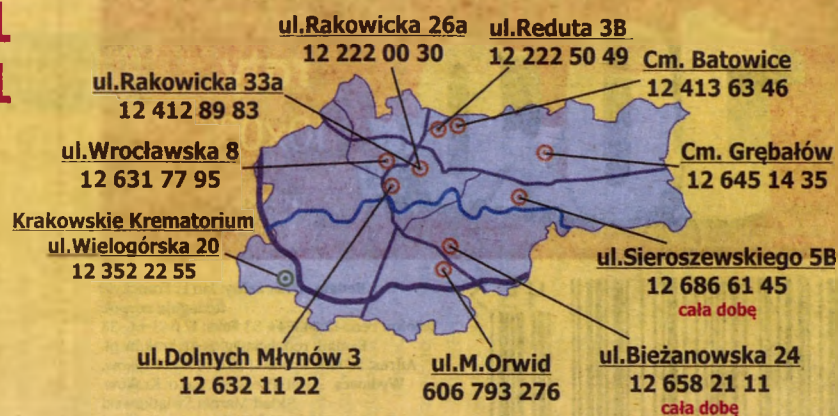 ul.Rakowicka 26a
12 222 00 30
ul.Reduta 3B
12 222 50 49
Cm. Batowice
12 413 63 46
ul.Rakowicka 33a
12 412 89 83
ul.Wrocławska 8
12 631 77 95
Cm. Grębałów
12 645 14 35
Krakowskie Krematorium
ul.Wielogórska 20
12 352 22 55
ul.Sieroszewskiego 5B
12 686 61 45
cała dobę
ul.Dolnych Młynów 3
12 632 11 22
ul.M.Orwid
606 793 276
ul.Bieżanowska 24
12 658 21 11
cała dobę